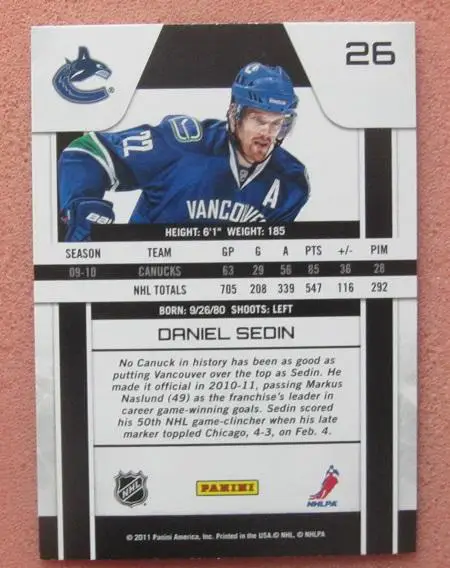 26
22
A
VANCOUVE
HEIGHT: 6'1" WEIGHT: 185
SEASON TEAM GP G A PTS +/- PIM
09-10 CANUCKS 63 29 56 85 36 28
NHL TOTALS 705 208 339 547 116 292
BORN: 9/26/80 SHOOTS: LEFT
DANIEL SEDIN
No Canuck in history has been as good as
putting Vancouver over the top as Sedin. He
made it official in 2010-11, passing Markus
Naslund (49) as the franchise's leader in
career game-winning goals. Sedin scored
his 50th NHL game-clincher when his late
marker toppled Chicago, 4-3, on Feb. 4.
NHL PANINI NHLPA
© 2011 Panini America, Inc. Printed in the USA.© NHL, © NHLPA